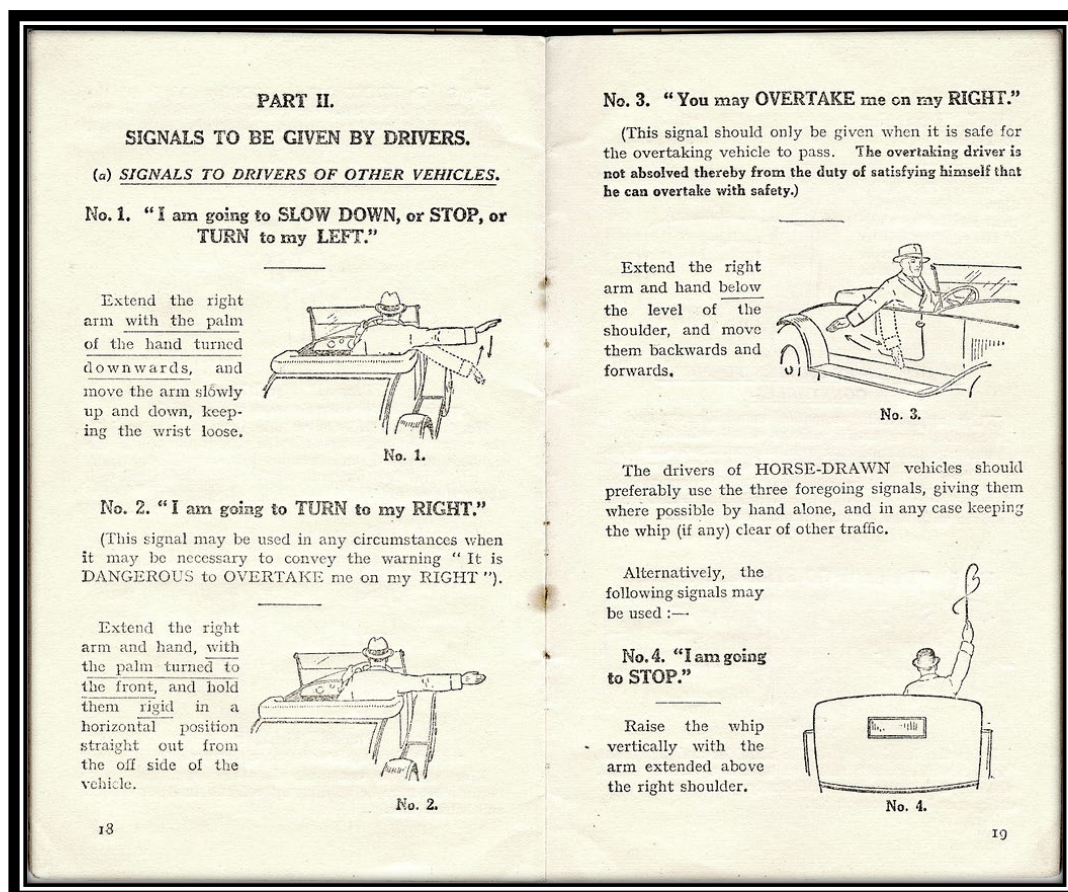 PART II.
SIGNALS TO BE GIVEN BY DRIVERS.
(a) SIGNALS TO DRIVERS OF OTHER VEHICLES.
No. 1. “I am going to SLOW DOWN, or STOP, or
TURN to my LEFT.”
Extend the right
arm with the palm
of the hand turned
downwards, and
move the arm slowly
up and down, keep-
ing the wrist loose.
No. 1.
No. 2. “I am going to TURN to my RIGHT.”
(This signal may be used in any circumstances when
it may be necessary to convey the warning “ It is
DANGEROUS to OVERTAKE me on my RIGHT ”).
Extend the right
arm and hand, with
the palm turned to
the front, and hold
them rigid in a
horizontal position
straight out from
the off side of the
vehicle.
No. 2.
18
No. 3. “You may OVERTAKE me on my RIGHT.”
(This signal should only be given when it is safe for
the overtaking vehicle to pass. The overtaking driver is
not absolved thereby from the duty of satisfying himself that
he can overtake with safety.)
Extend the right
arm and hand below
the level of the
shoulder, and move
them backwards and
forwards.
No. 3.
The drivers of HORSE-DRAWN vehicles should
preferably use the three foregoing signals, giving them
where possible by hand alone, and in any case keeping
the whip (if any) clear of other traffic.
Alternatively, the
following signals may
be used :—
No. 4. “I am going
to STOP.”
Raise the whip
vertically with the
arm extended above
the right shoulder.
No. 4.
19